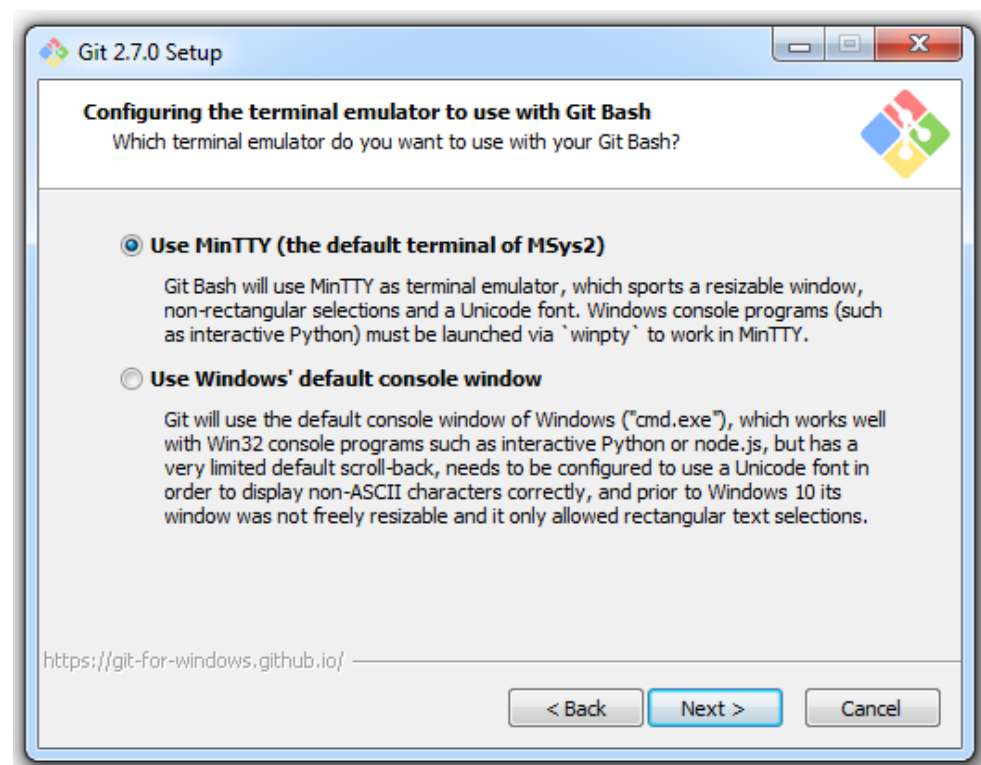 Git 2.7.0 Setup
Configuring the terminal emulator to use with Git Bash
Which terminal emulator do you want to use with your Git Bash?
Use MinTTY (the default terminal of MSys2)
Git Bash will use MinTTY as terminal emulator, which sports a resizable window,
non-rectangular selections and a Unicode font. Windows console programs (such
as interactive Python) must be launched via `winpty` to work in MinTTY.
Use Windows' default console window
Git will use the default console window of Windows ("cmd.exe"), which works well
with Win32 console programs such as interactive Python or node.js, but has a
very limited default scroll-back, needs to be configured to use a Unicode font in
order to display non-ASCII characters correctly, and prior to Windows 10 its
window was not freely resizable and it only allowed rectangular text selections.
https://git-for-windows.github.io/
< Back Next > Cancel